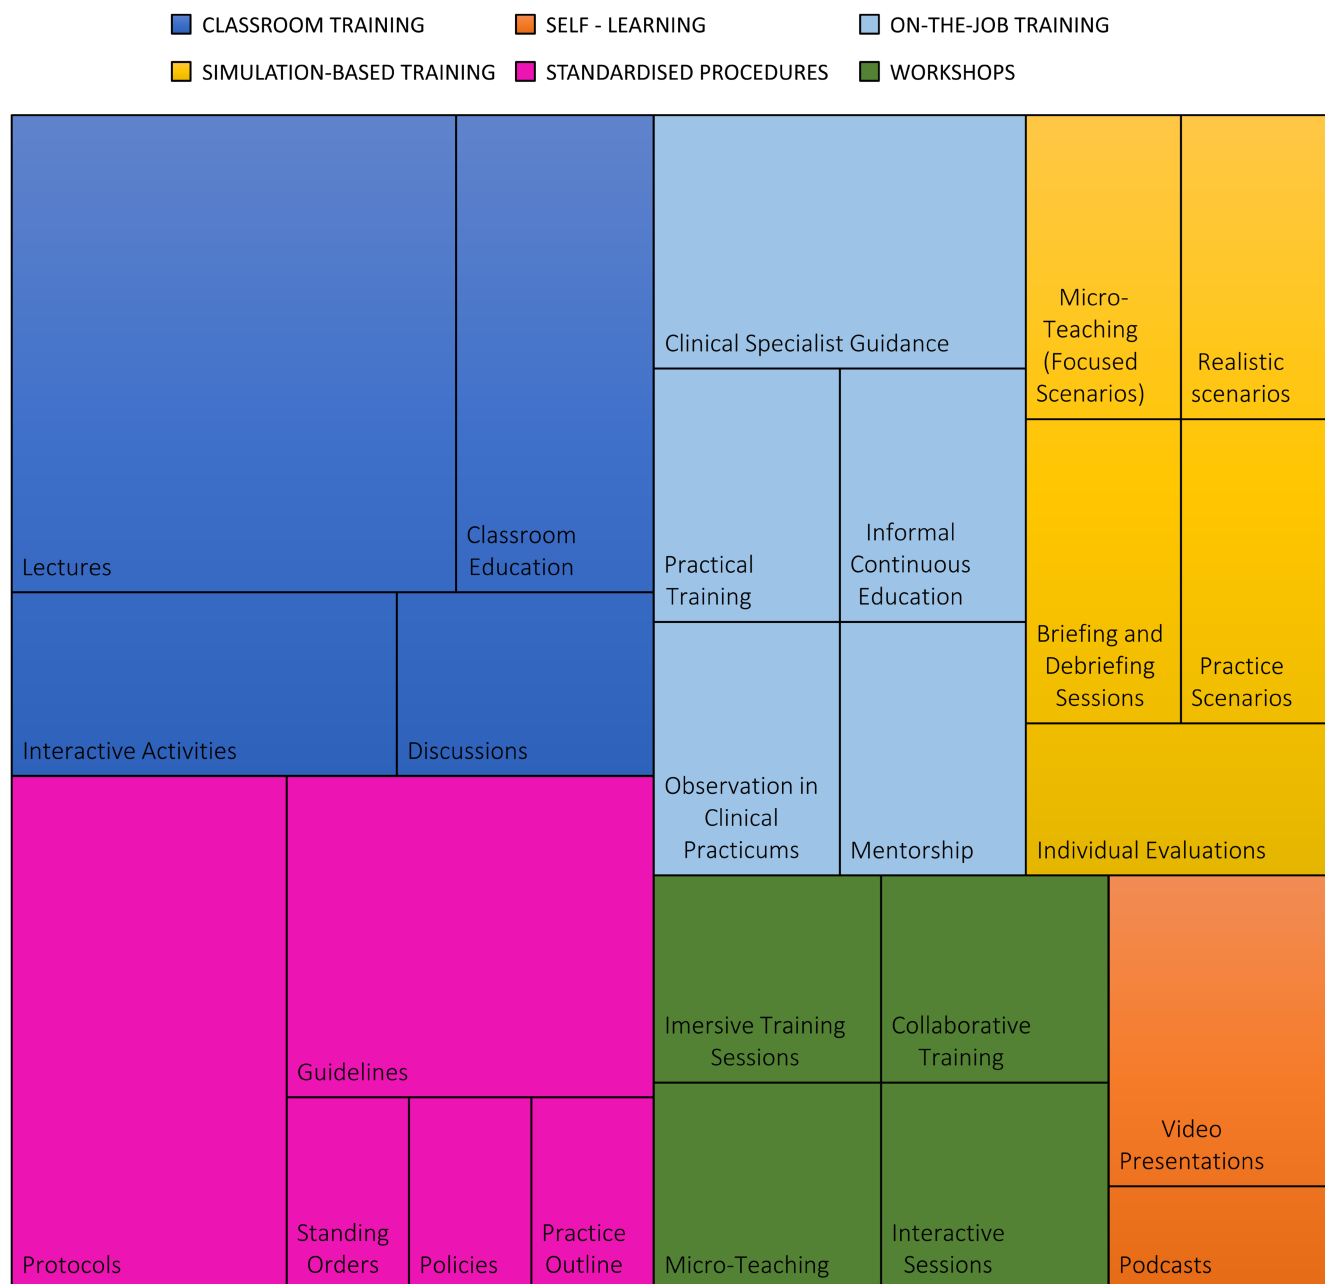 CLASSROOM TRAINING
SELF - LEARNING
ON-THE-JOB TRAINING
SIMULATION-BASED TRAINING
STANDARDISED PROCEDURES
WORKSHOPS
Lectures
Classroom
Education
Interactive Activities
Discussions
Clinical Specialist Guidance
Practical
Training
Informal
Continuous
Education
Observation in
Clinical
Practicums
Mentorship
Micro-
Teaching
(Focused
Scenarios)
Realistic
scenarios
Briefing and
Debriefing
Sessions
Practice
Scenarios
Individual Evaluations
Protocols
Guidelines
Standing
Orders
Policies
Practice
Outline
Imersive Training
Sessions
Collaborative
Training
Micro-Teaching
Interactive
Sessions
Video
Presentations
Podcasts